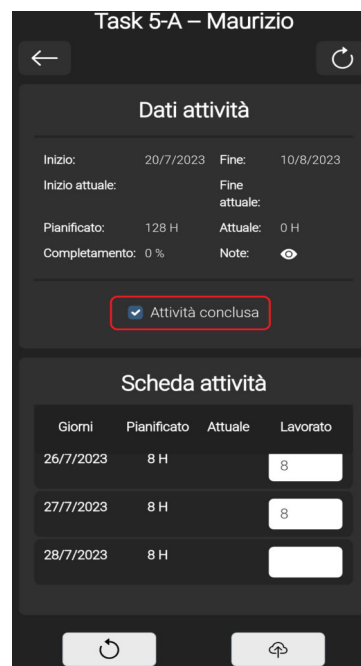 Task 5-A – Maurizio
Dati attività
Inizio: 20/7/2023 Fine: 10/8/2023
Inizio attuale: Fine attuale:
Pianificato: 128 H Attuale: 0 H
Completamento: 0 % Note:
Attività conclusa
Scheda attività
Giorni Pianificato Attuale Lavorato
26/7/2023 8 H 8
27/7/2023 8 H 8
28/7/2023 8 H